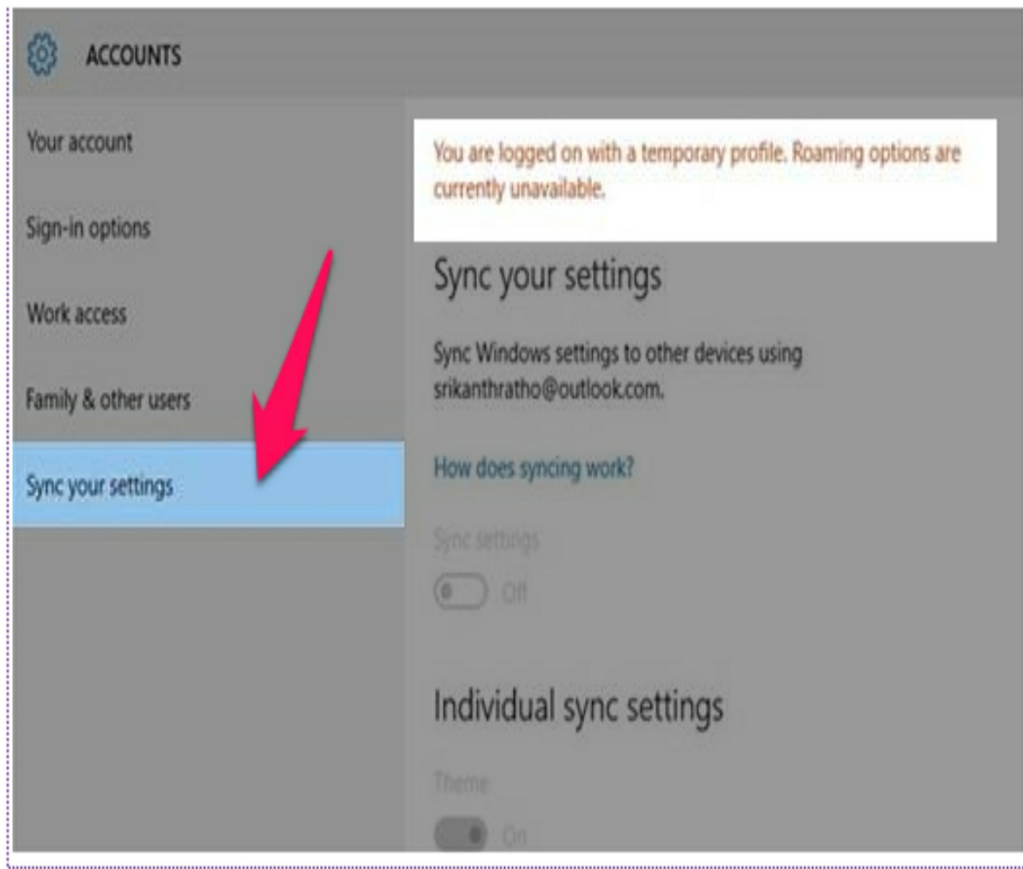 ACCOUNTS
Your account
Sign-in options
Work access
Family & other users
Sync your settings
You are logged on with a temporary profile. Roaming options are
currently unavailable.
Sync your settings
Sync Windows settings to other devices using
srikanthratho@outlook.com.
How does syncing work?
Sync settings
Off
Individual sync settings
Theme
On